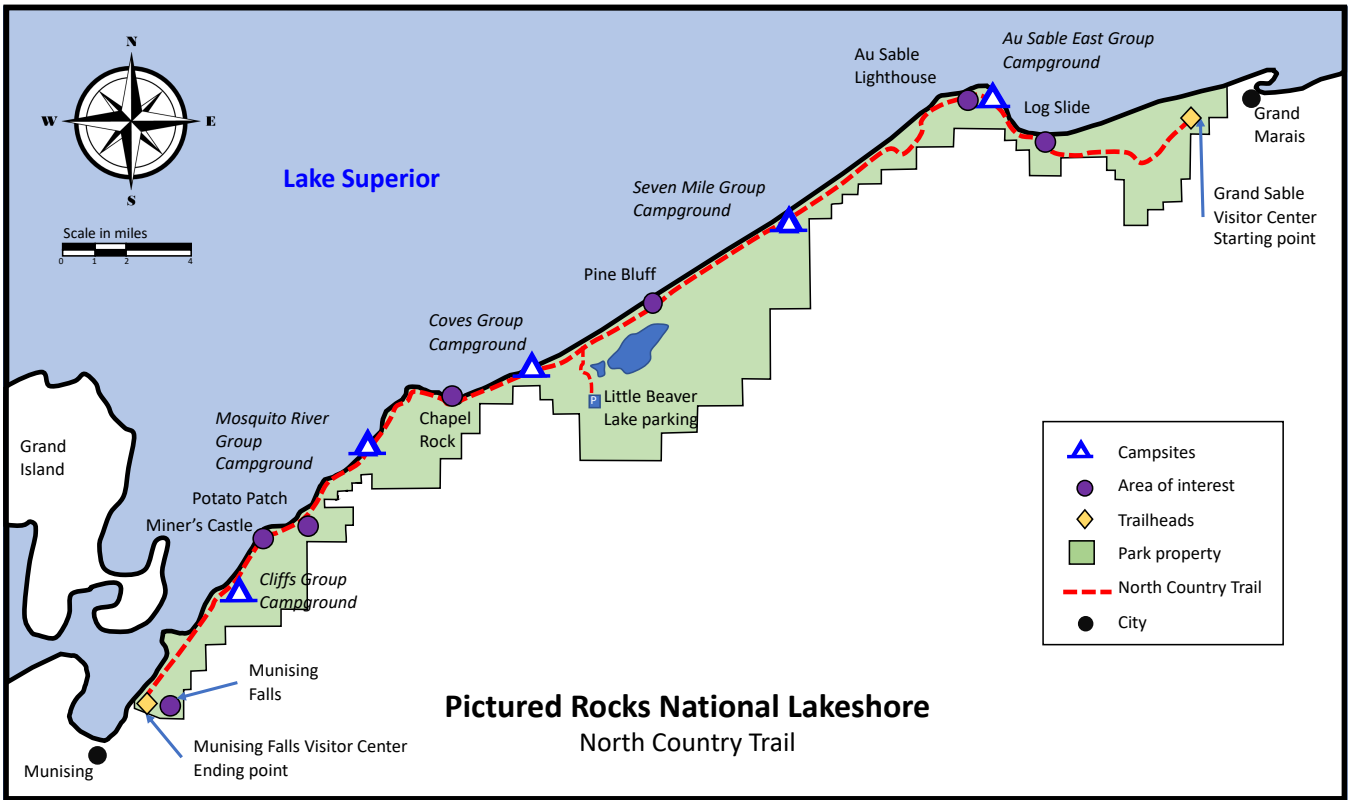 N
W
E
S
Scale in miles
0 1 2 4
Lake Superior
Au Sable
Lighthouse
Au Sable East Group
Campground
Log Slide
Grand
Marais
Grand Sable
Visitor Center
Starting point
Seven Mile Group
Campground
Pine Bluff
Coves Group
Campground
P
Little Beaver
Lake parking
Chapel
Rock
Mosquito River
Group
Campground
Grand
Island
Potato Patch
Miner's Castle
Cliffs Group
Campground
Munising
Falls
Munising Falls Visitor Center
Ending point
Munising
Pictured Rocks National Lakeshore
North Country Trail
Campsites
Area of interest
Trailheads
Park property
North Country Trail
City